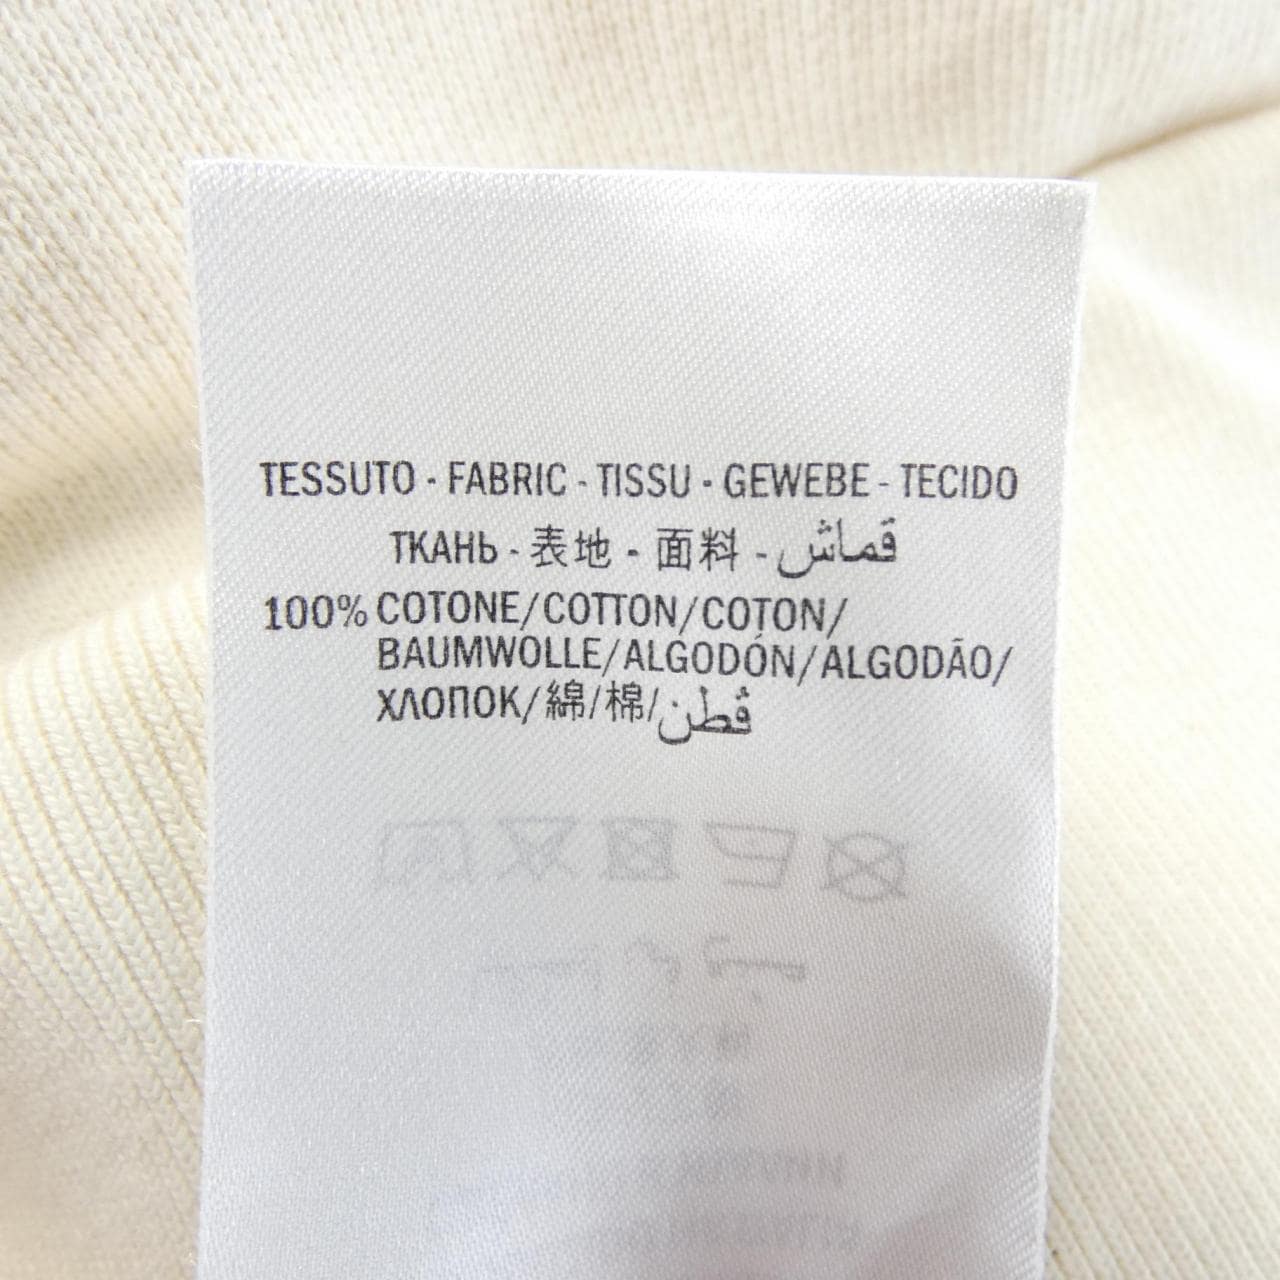 TESSUTO - FABRIC - TISSU - GEWEBE - TECIDO
ТКАНЬ - 表地 - 面料 - قماش
100% COTONE/COTTON/COTON/
BAUMWOLLE/ALGODÓN/ALGODÃO/
ХЛОПОК/綿/棉/قطن